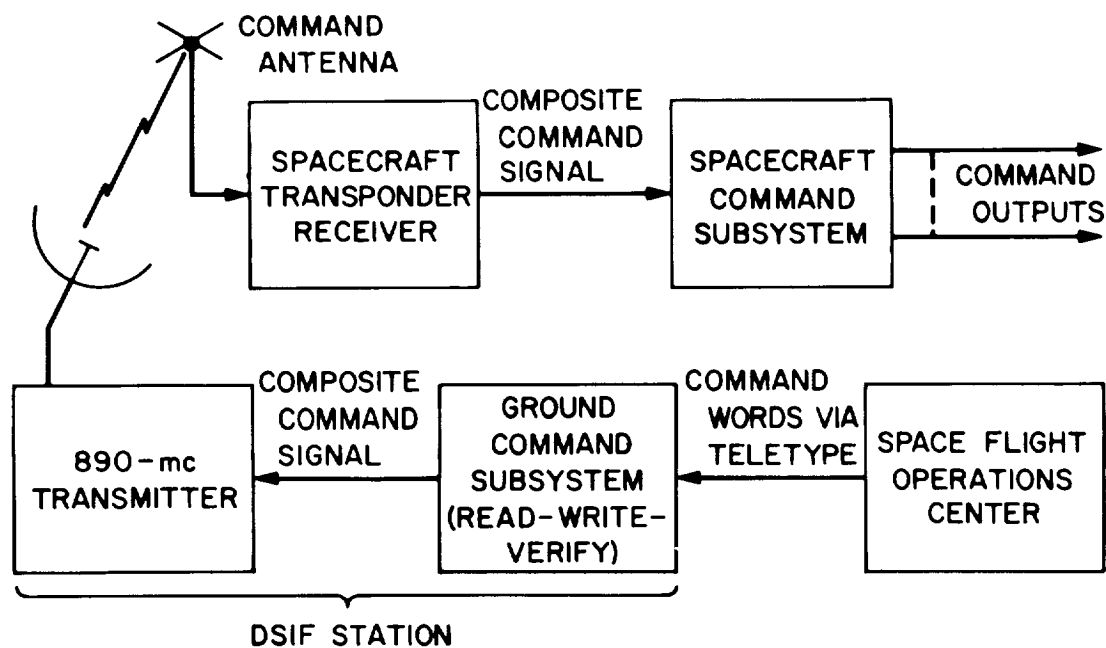 COMMAND
ANTENNA
SPACECRAFT
TRANSPONDER
RECEIVER
COMPOSITE
COMMAND
SIGNAL
SPACECRAFT
COMMAND
SUBSYSTEM
COMMAND
OUTPUTS
890-mc
TRANSMITTER
COMPOSITE
COMMAND
SIGNAL
GROUND
COMMAND
SUBSYSTEM
(READ-WRITE-
VERIFY)
COMMAND
WORDS VIA
TELETYPE
SPACE FLIGHT
OPERATIONS
CENTER
DSIF STATION